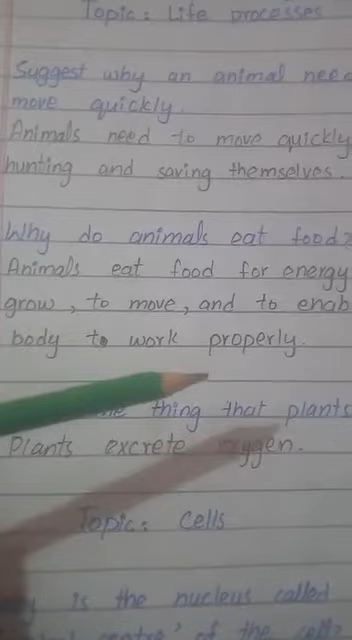 Topic: Life processes
Suggest why an animal need
move quickly.
Animals need to move quickly
hunting and saving themselves.
Why do animals eat food?
Animals eat food for energy
grow, to move, and to enab
body to work properly.
thing that plants
Plants excrete oxygen.
Topic: Cells
is the nucleus called
centre' of the cell?